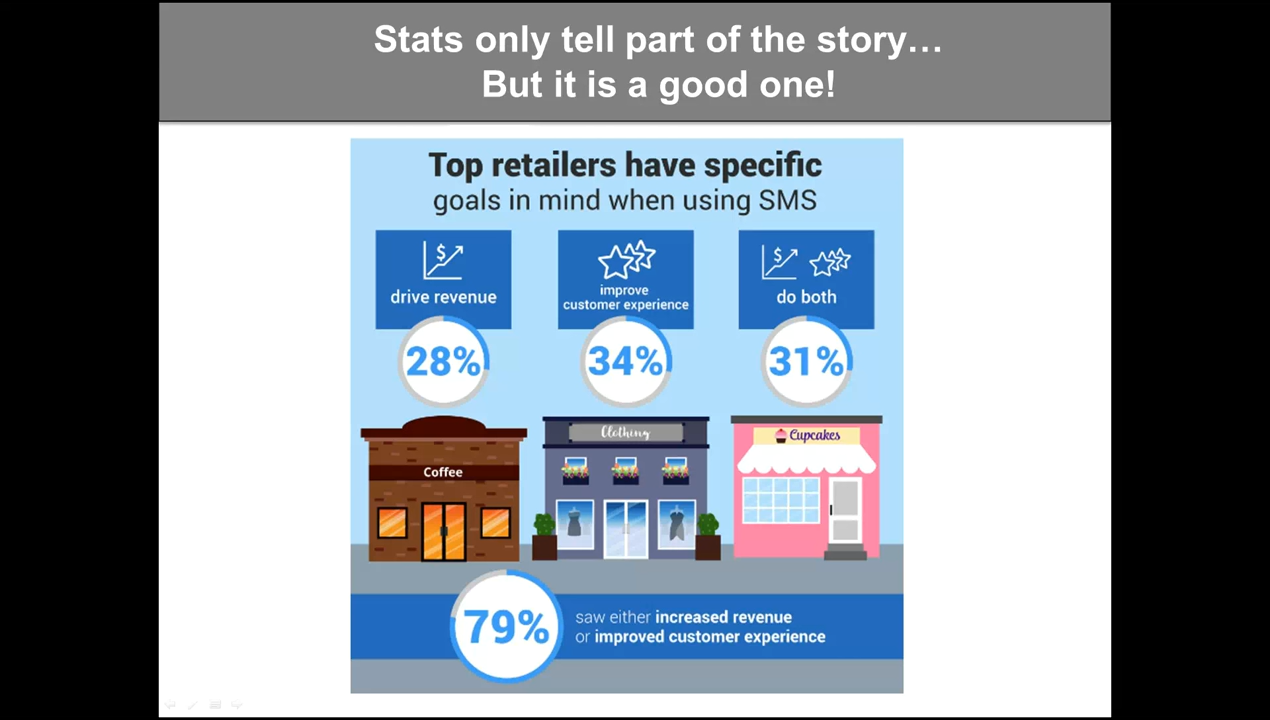 Stats only tell part of the story…
But it is a good one!
Top retailers have specific
goals in mind when using SMS
$
drive revenue
improve
customer experience
$
do both
28%
34%
31%
Coffee
Clothing
Cupcakes
79%
saw either increased revenue
or improved customer experience